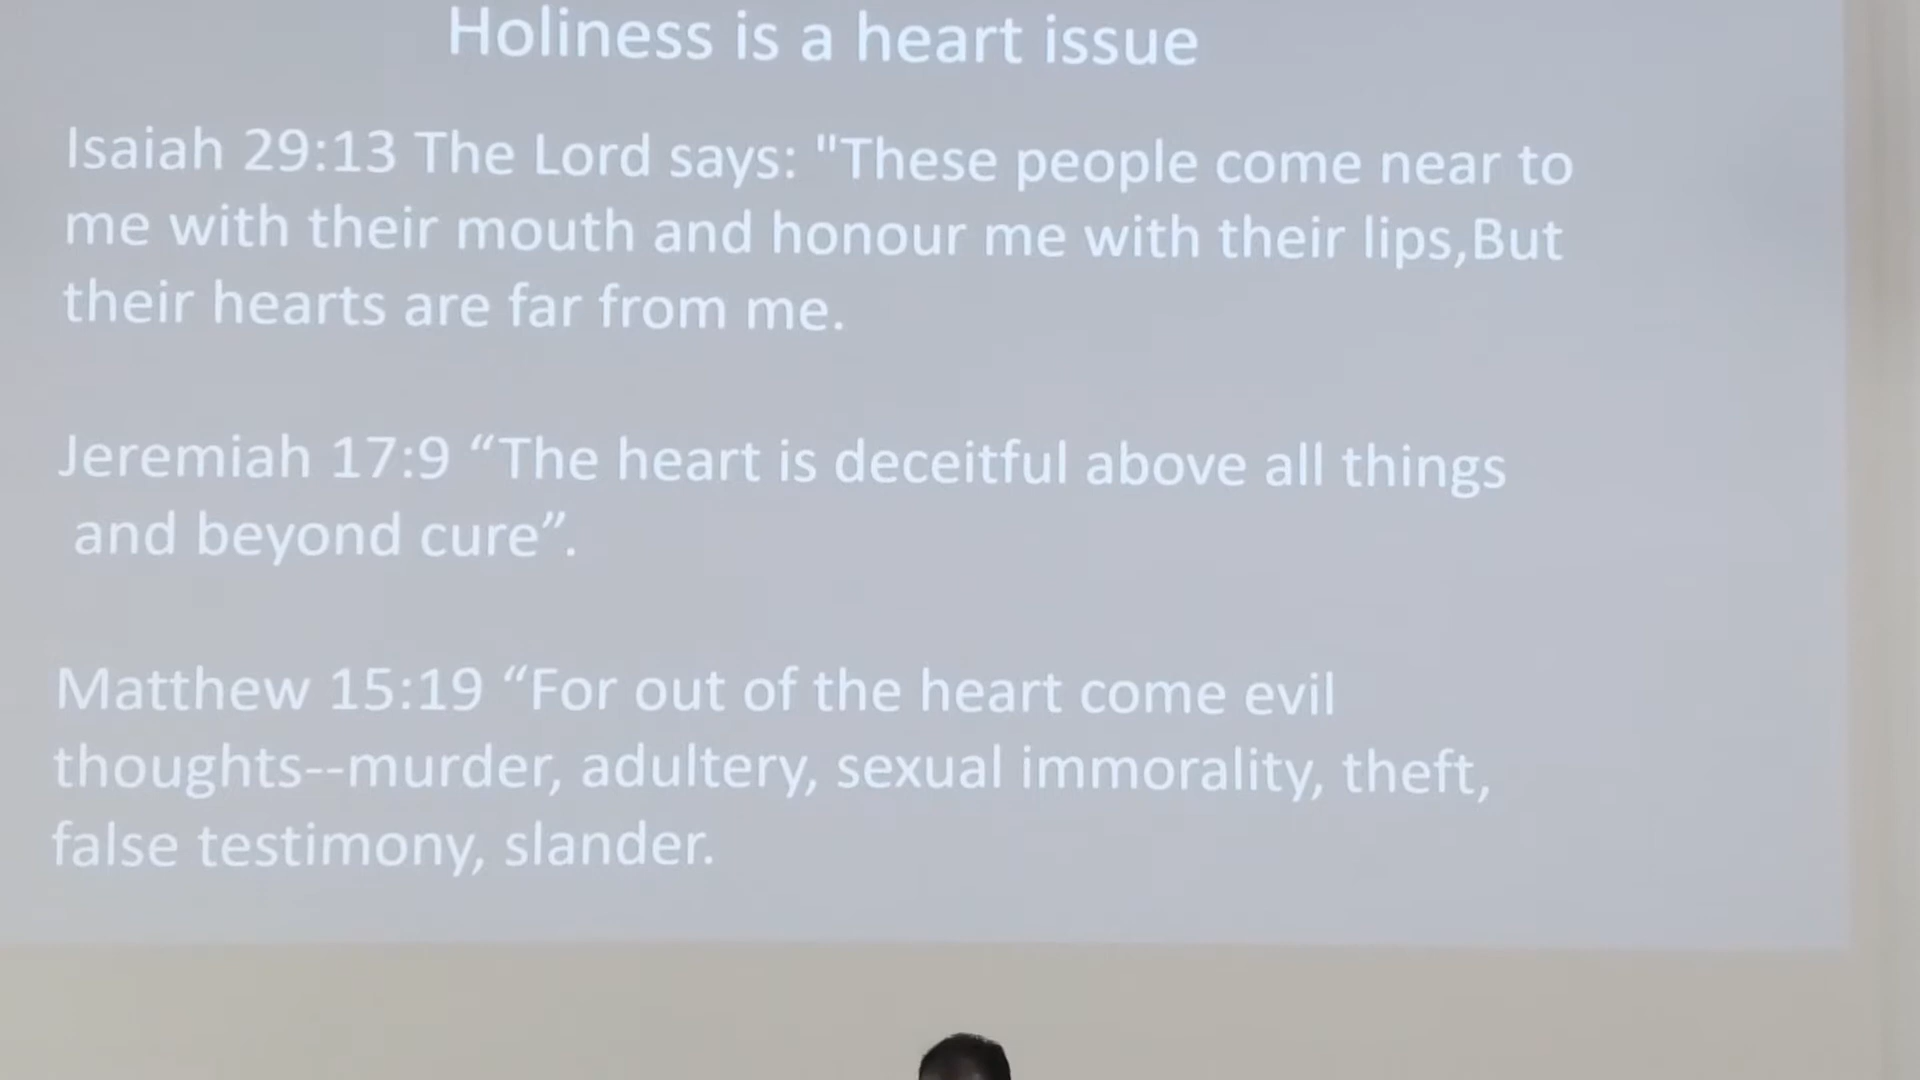 Holiness is a heart issue
Isaiah 29:13 The Lord says: "These people come near to
me with their mouth and honour me with their lips,But
their hearts are far from me.
Jeremiah 17:9 “The heart is deceitful above all things
and beyond cure”.
Matthew 15:19 “For out of the heart come evil
thoughts--murder, adultery, sexual immorality, theft,
false testimony, slander.